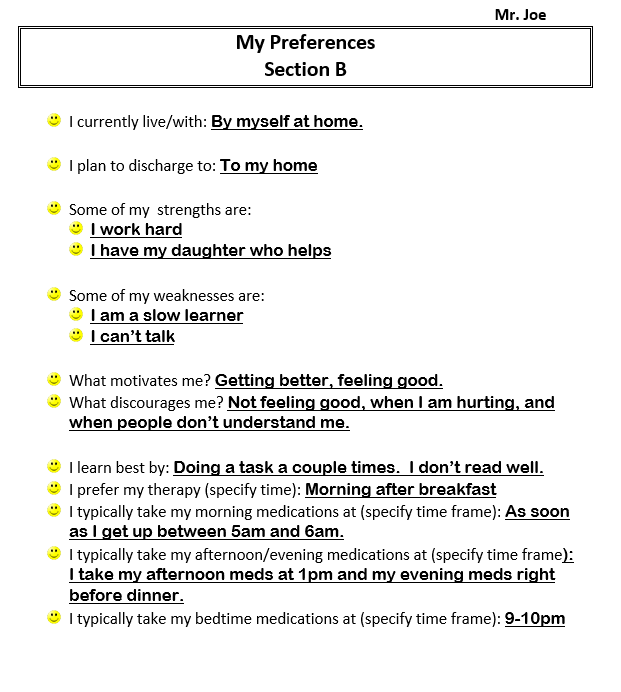 Mr. Joe
My Preferences
Section B
I currently live/with: By myself at home.
I plan to discharge to: To my home
Some of my  strengths are:
I work hard
I have my daughter who helps
Some of my weaknesses are:
I am a slow learner
I can’t talk
What motivates me? Getting better, feeling good.
What discourages me? Not feeling good, when I am hurting, and
when people don’t understand me.
I learn best by: Doing a task a couple times.  I don’t read well.
I prefer my therapy (specify time): Morning after breakfast
I typically take my morning medications at (specify time frame): As soon
as I get up between 5am and 6am.
I typically take my afternoon/evening medications at (specify time frame):
I take my afternoon meds at 1pm and my evening meds right
before dinner.
I typically take my bedtime medications at (specify time frame): 9-10pm